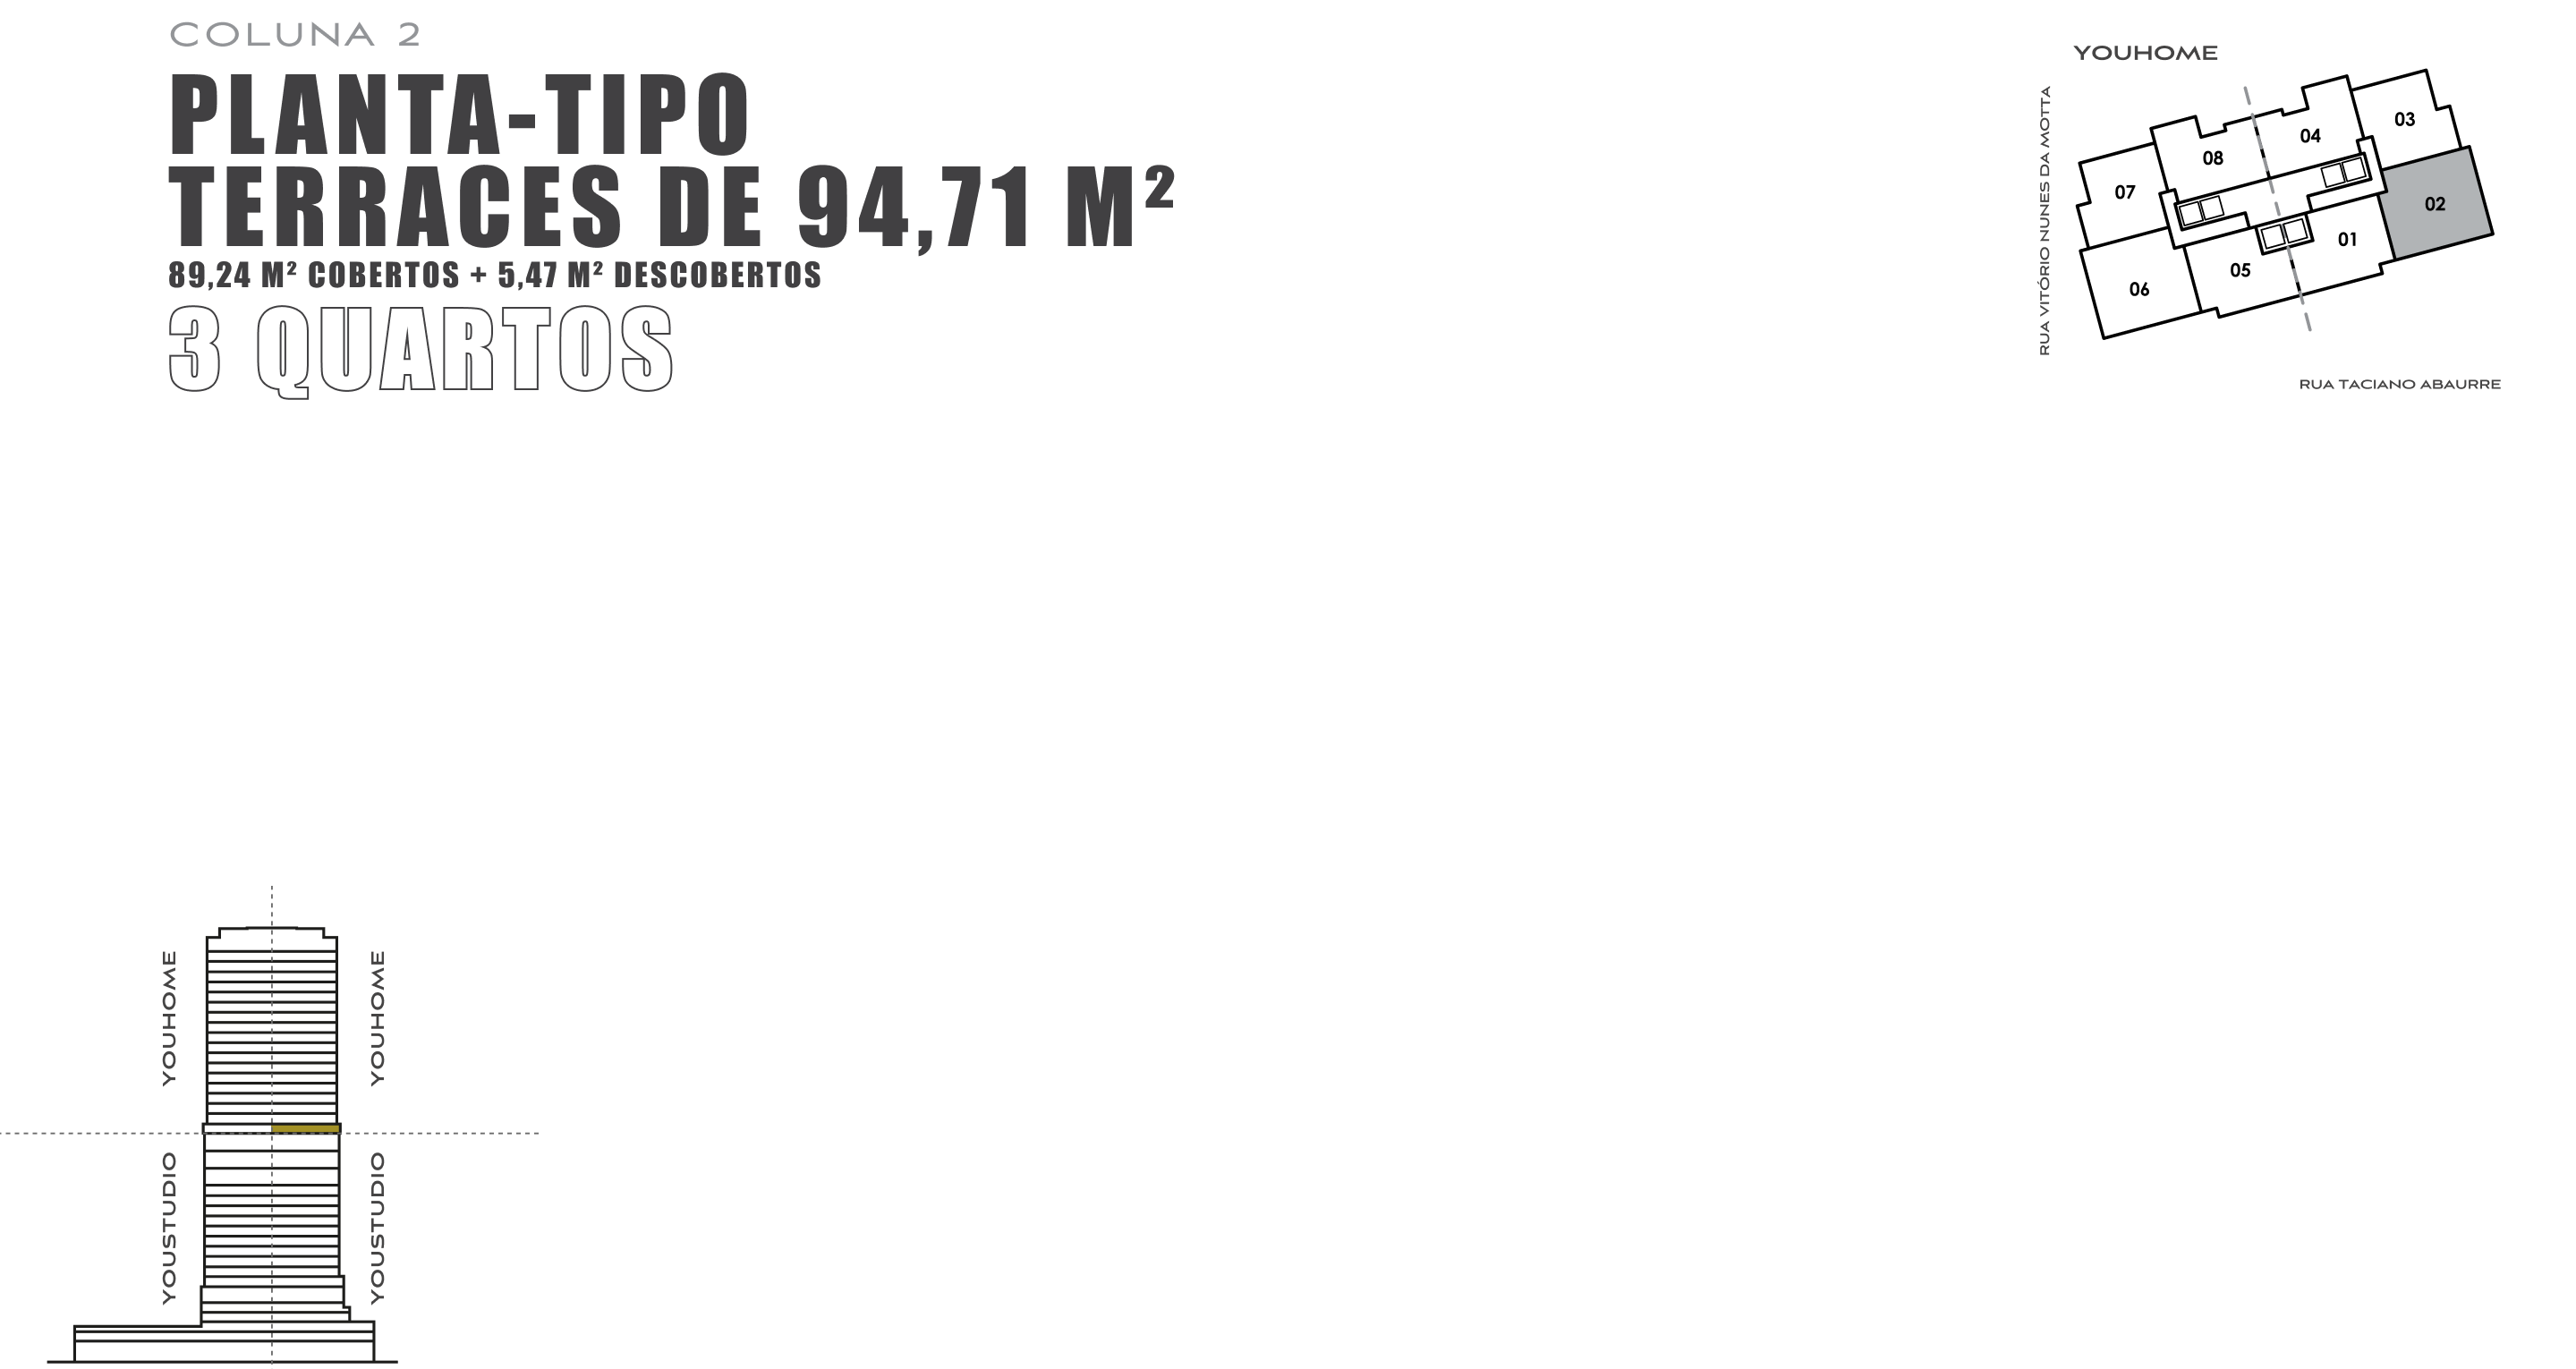 COLUNA 2
PLANTA-TIPO
TERRACES DE 94,71 M²
89,24 M² COBERTOS + 5,47 M² DESCOBERTOS
3 QUARTOS
YOUHOME
RUA VITÓRIO NUNES DA MOTTA
03
04
08
07
02
01
05
06
RUA TACIANO ABAURRE
YOUHOME
YOUHOME
YOUSTUDIO
YOUSTUDIO